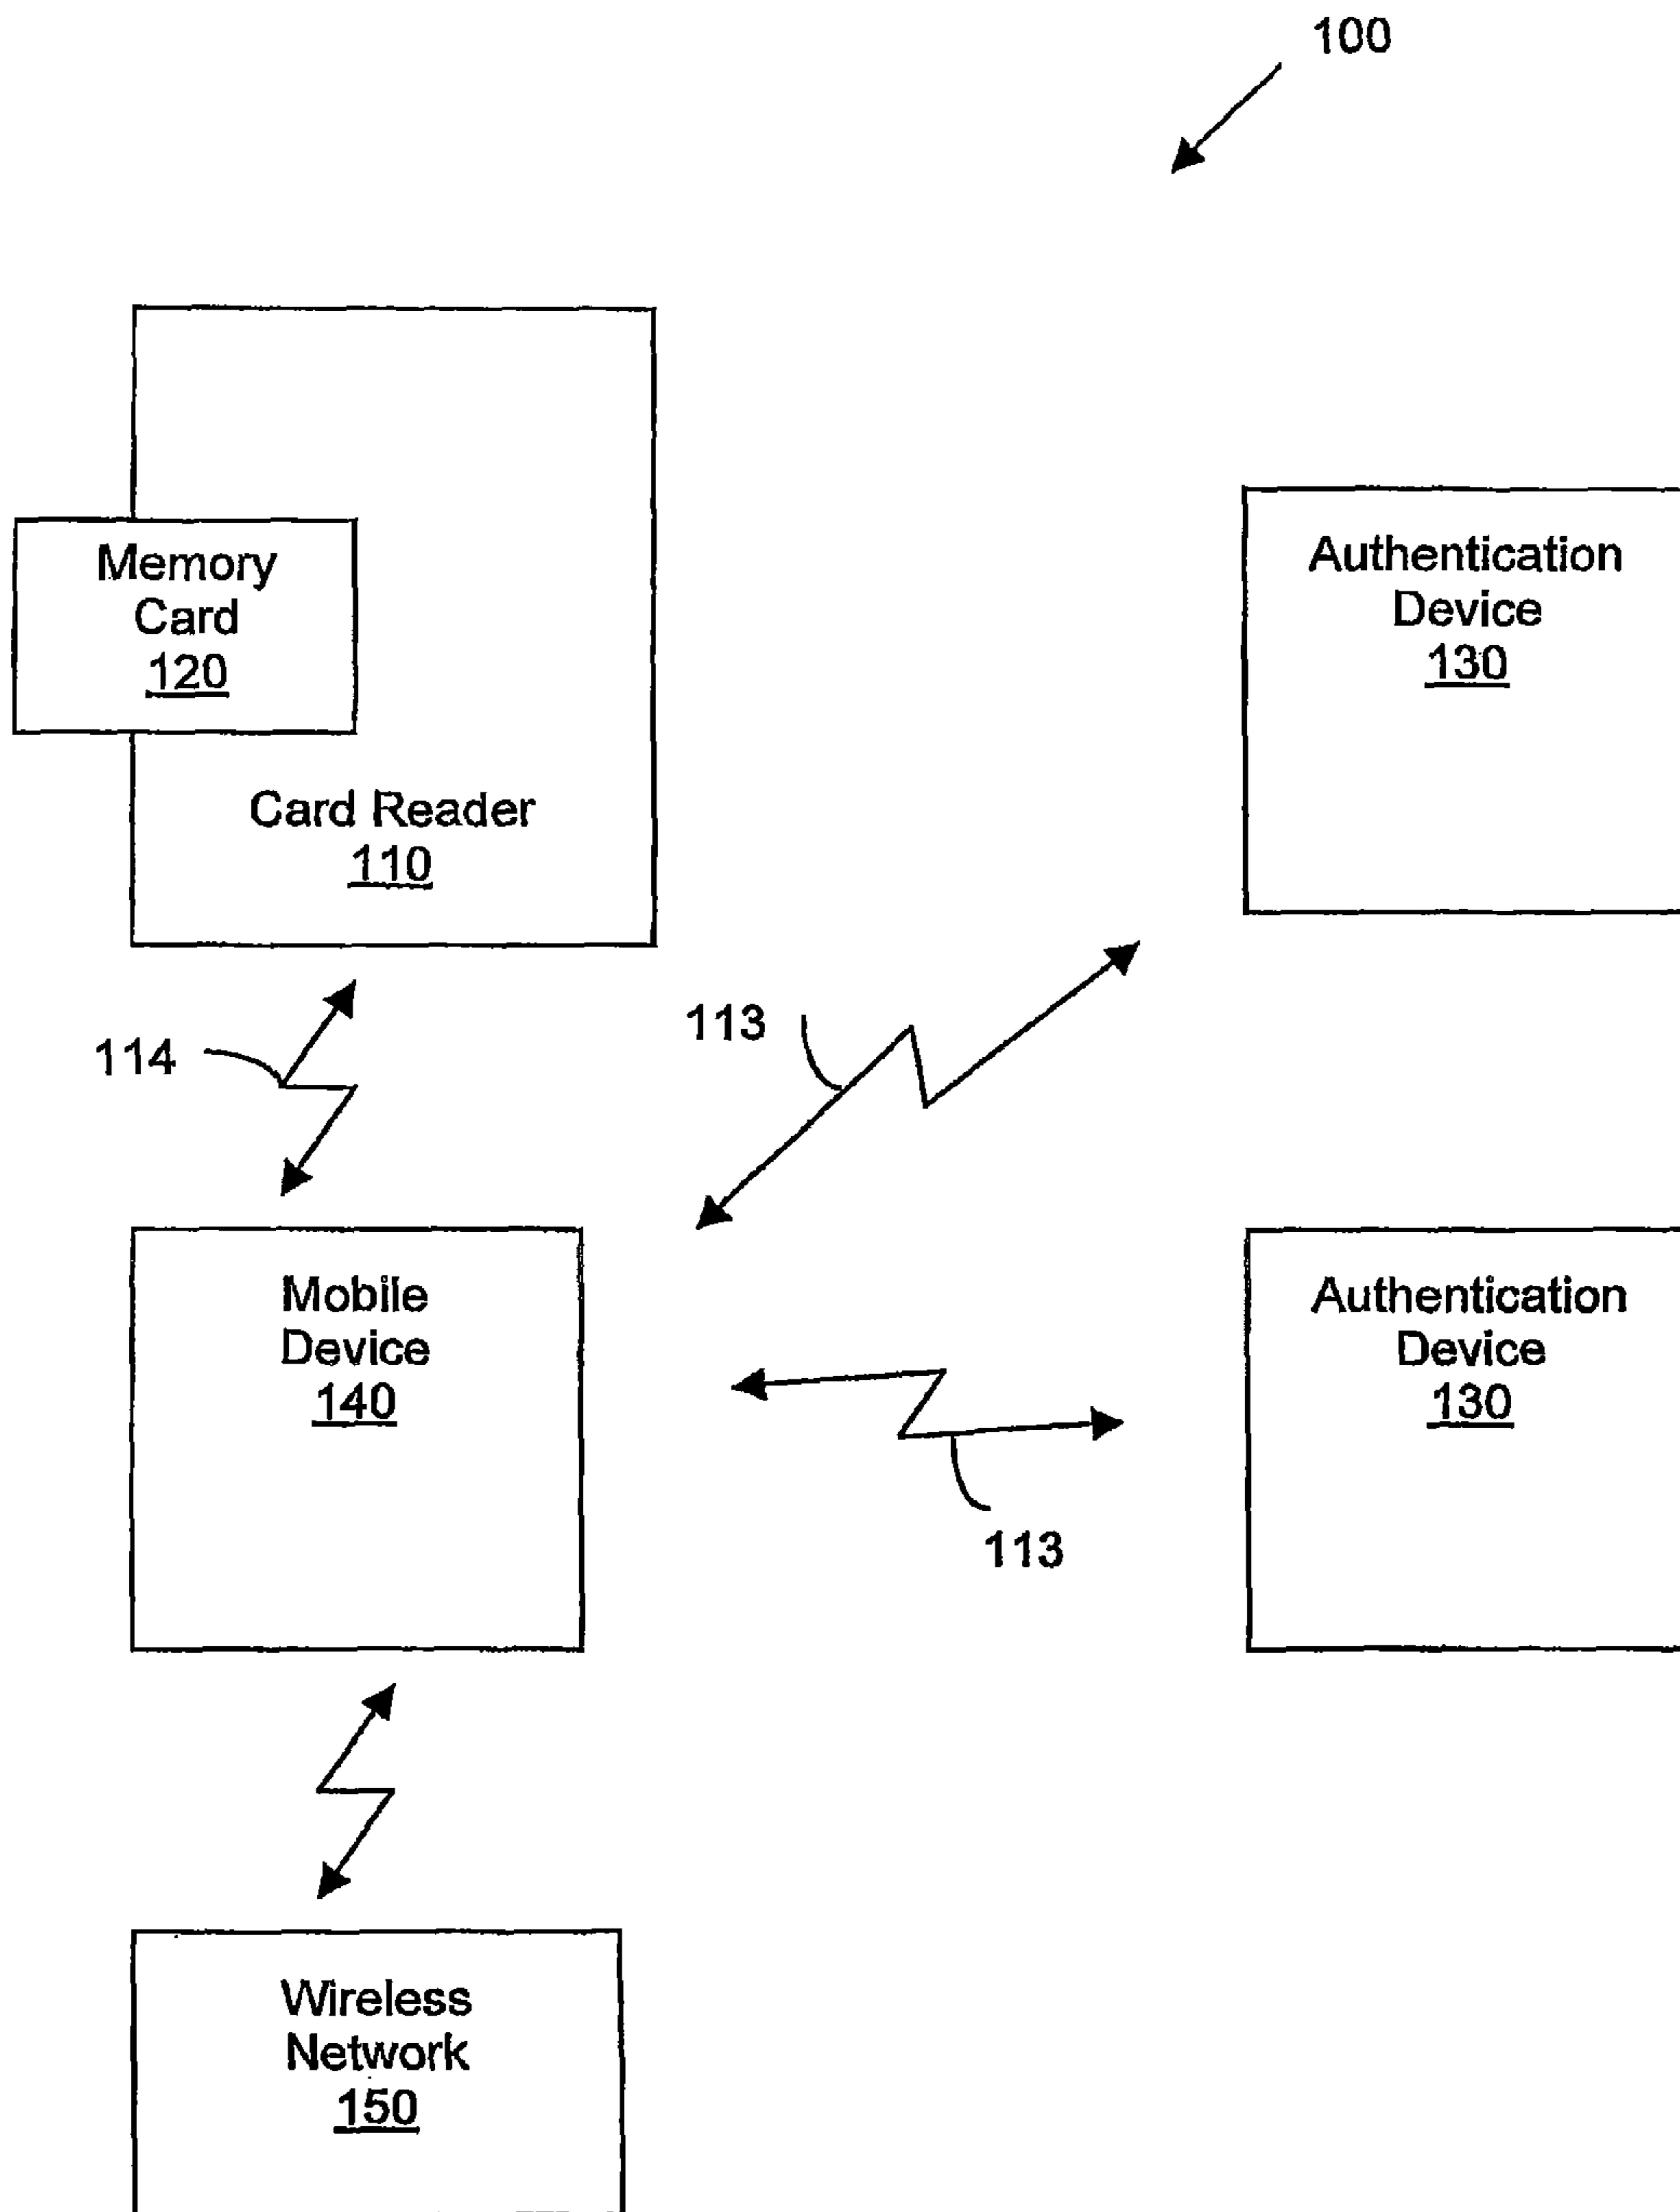 100
Memory
Card
120
Card Reader
110
Authentication
Device
130
114
113
Mobile
Device
140
Authentication
Device
130
113
Wireless
Network
150